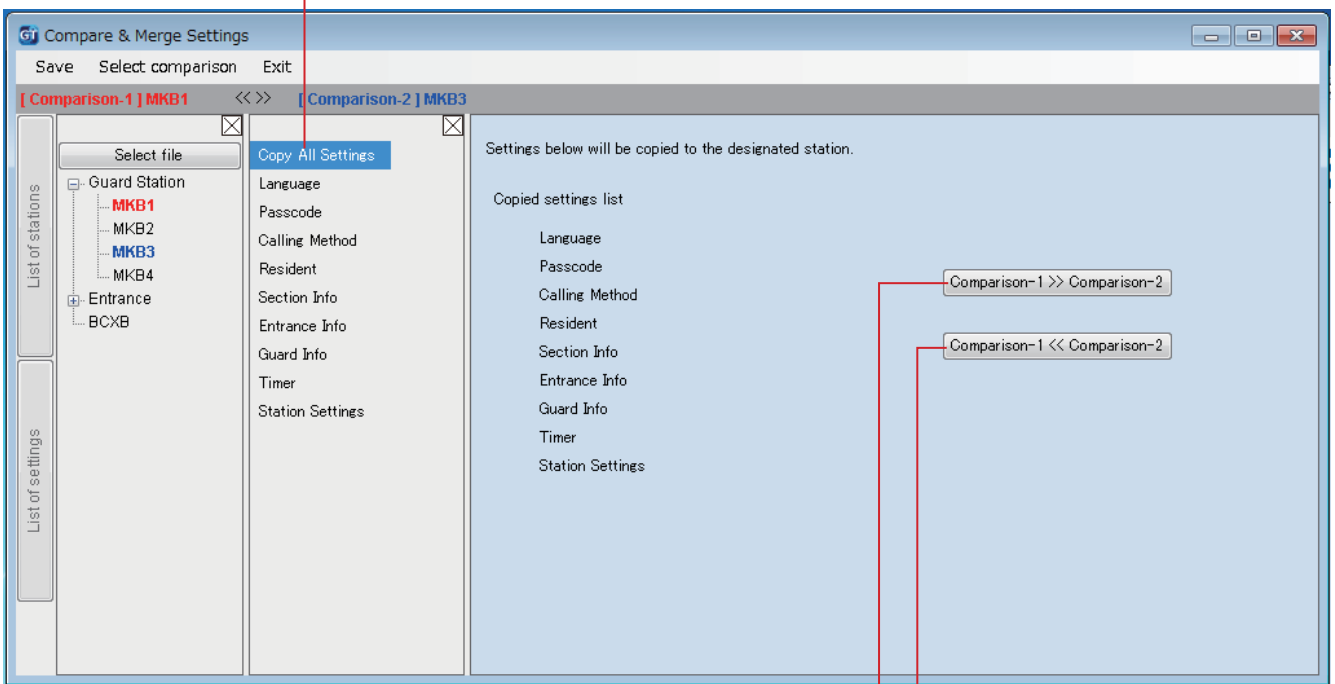 GT Compare & Merge Settings
Save Select comparison Exit
[ Comparison-1 ] MKB1 << >> [ Comparison-2 ] MKB3
List of stations
List of settings
Select file
Guard Station
MKB1
MKB2
MKB3
MKB4
Entrance
BCXB
Copy All Settings
Language
Passcode
Calling Method
Resident
Section Info
Entrance Info
Guard Info
Timer
Station Settings
Settings below will be copied to the designated station.
Copied settings list
Language
Passcode
Calling Method
Resident
Section Info
Entrance Info
Guard Info
Timer
Station Settings
Comparison-1 >> Comparison-2
Comparison-1 << Comparison-2